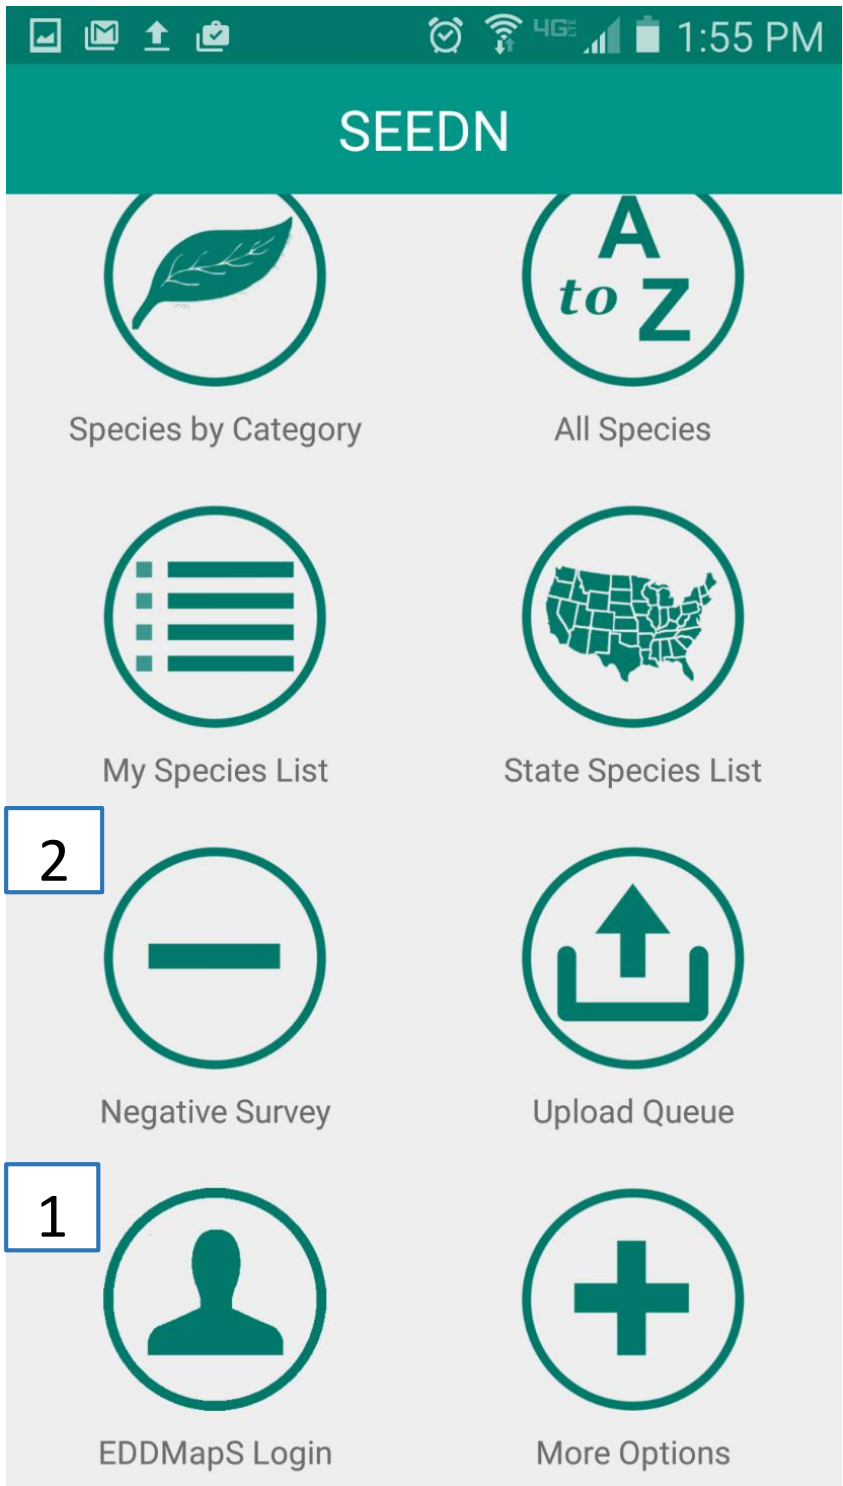 4GE 1:55 PM
SEEDN
A
to Z
Species by Category All Species
My Species List State Species List
2
Negative Survey Upload Queue
1
EDDMapS Login More Options